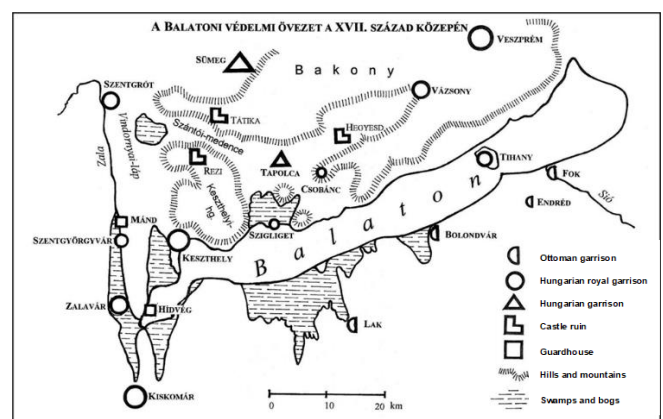 A BALATONI VÉDELMI ÖVEZET A XVII. SZÁZAD KÖZEPÉN
VESZPRÉM
SÜMEG
Bakony
SZENTGRÓT
VÁZSONY
TÁTIKA
Szántói-medence
HEGYESD
Vindornyai-láp
Zala
REZI
TAPOLCA
CSOBÁNC
TIHANY
FOK
Sió
ENDRÉD
Keszthelyi-hg.
MÁND
SZIGLIGET
SZENTGYÖRGYVÁR
KESZTHELY
Balaton
BOLONDVÁR
ZALAVÁR
HÍDVÉG
LAK
KISKOMÁR
0 10 20
km
Ottoman garrison
Hungarian royal garrison
Hungarian garrison
Castle ruin
Guardhouse
Hills and mountains
Swamps and bogs